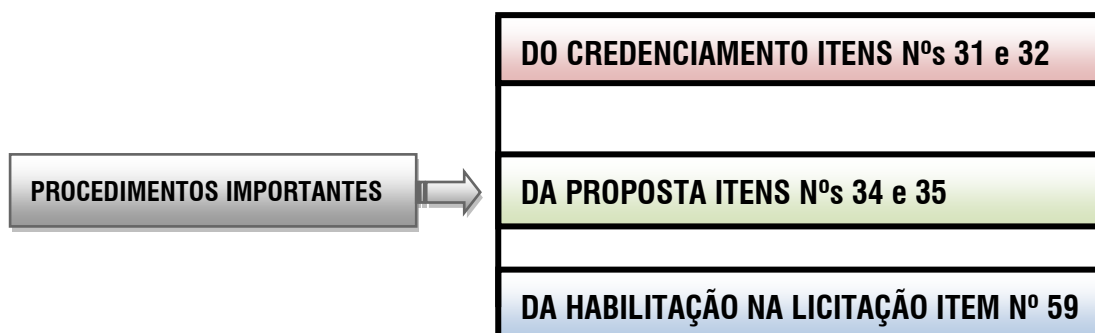 DO CREDENCIAMENTO ITENS Nºs 31 e 32
PROCEDIMENTOS IMPORTANTES
DA PROPOSTA ITENS Nºs 34 e 35
DA HABILITAÇÃO NA LICITAÇÃO ITEM Nº 59